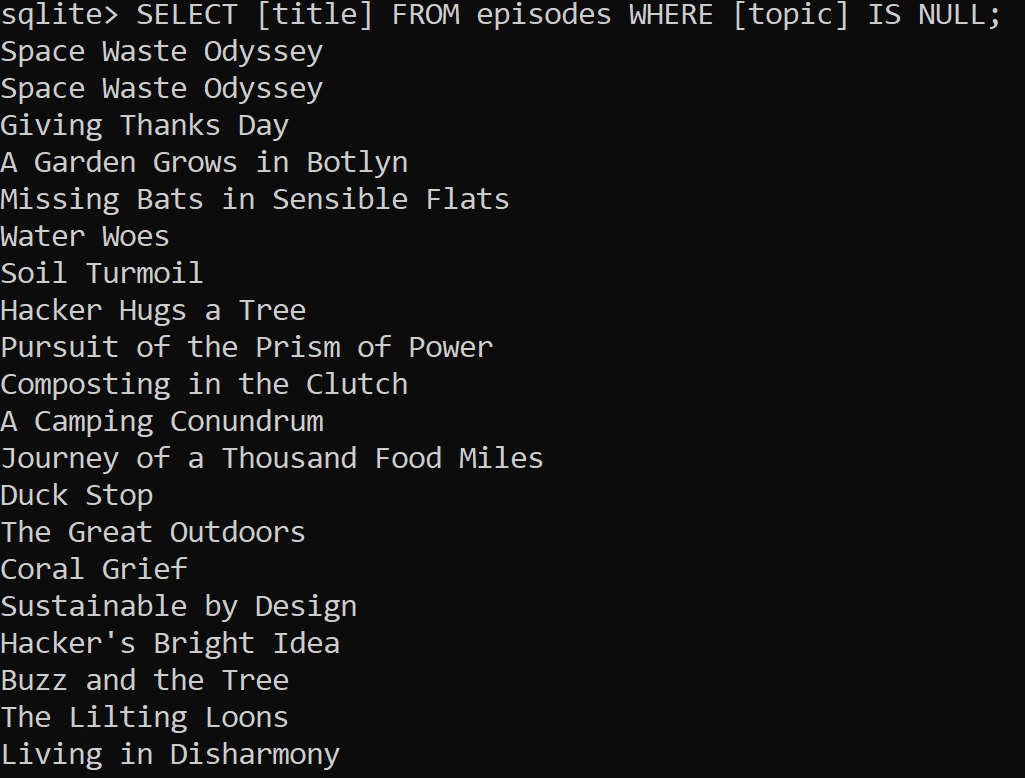 sqlite> SELECT [title] FROM episodes WHERE [topic] IS NULL;
Space Waste Odyssey
Space Waste Odyssey
Giving Thanks Day
A Garden Grows in Botlyn
Missing Bats in Sensible Flats
Water Woes
Soil Turmoil
Hacker Hugs a Tree
Pursuit of the Prism of Power
Composting in the Clutch
A Camping Conundrum
Journey of a Thousand Food Miles
Duck Stop
The Great Outdoors
Coral Grief
Sustainable by Design
Hacker's Bright Idea
Buzz and the Tree
The Lilting Loons
Living in Disharmony